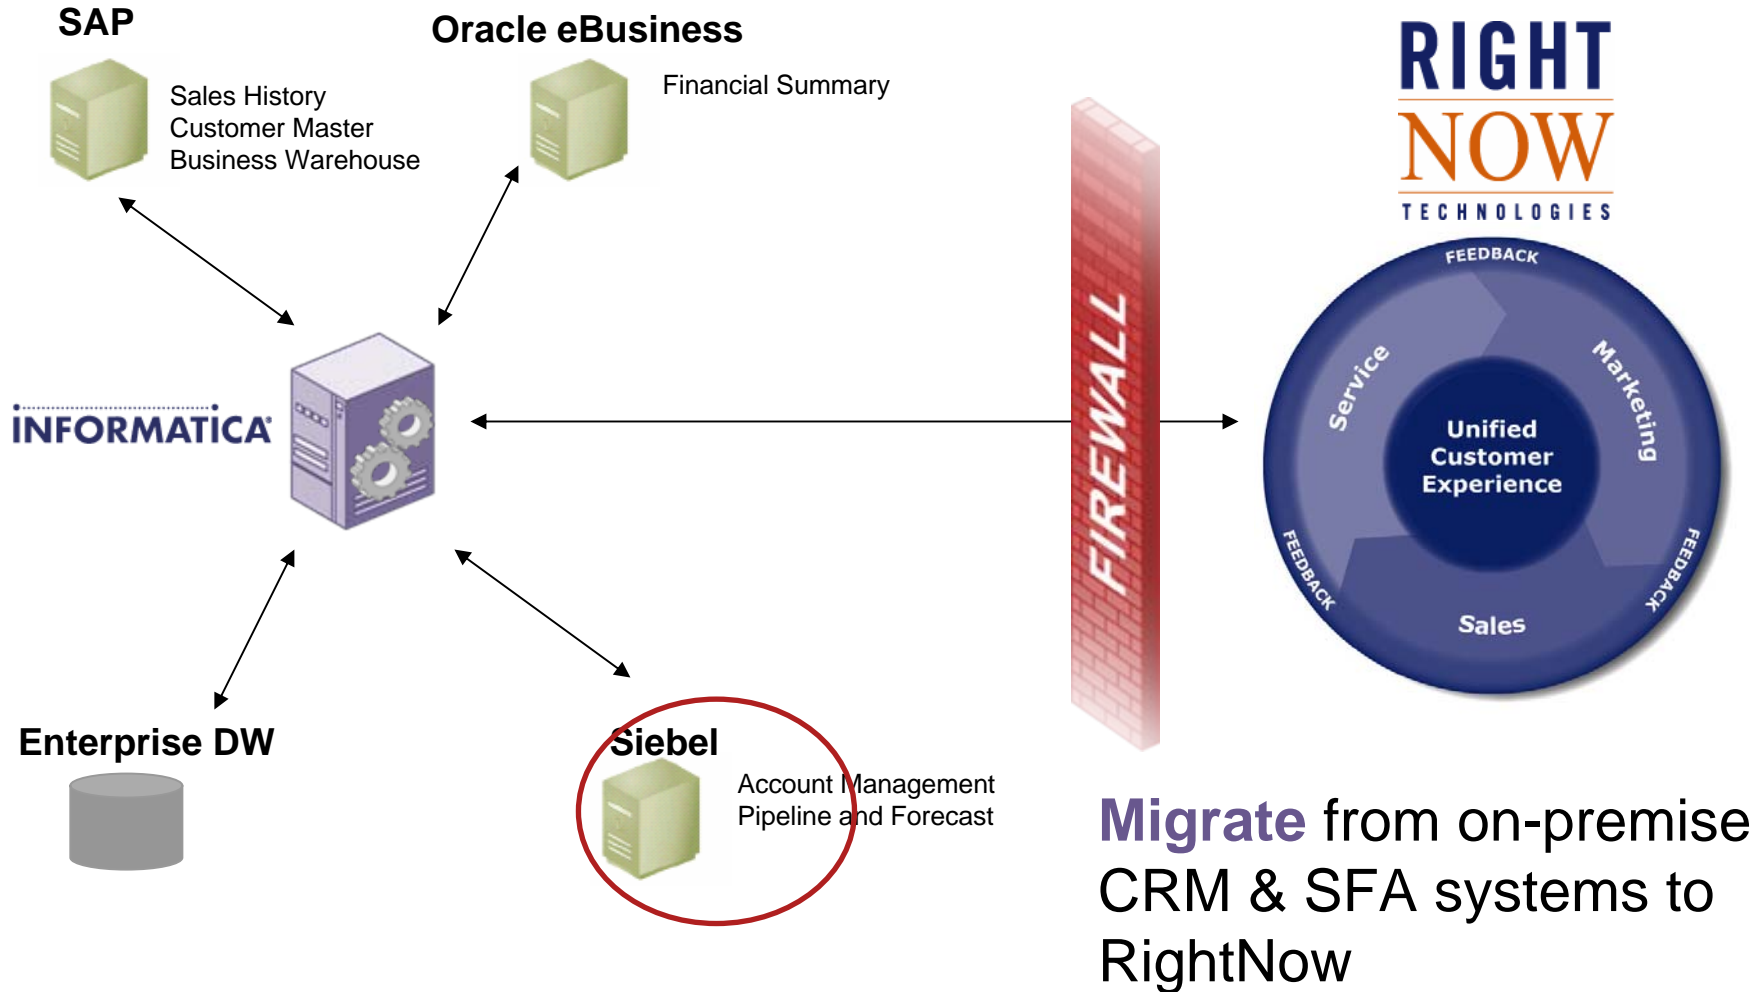 SAP
Sales History
Customer Master
Business Warehouse
Oracle eBusiness
Financial Summary
RIGHT
NOW
TECHNOLOGIES
INFORMATICA®
FIREWALL
FEEDBACK
Service
Marketing
Unified
Customer
Experience
FEEDBACK
FEEDBACK
Sales
Enterprise DW
Siebel
Account Management
Pipeline and Forecast
Migrate from on-premise
CRM & SFA systems to
RightNow